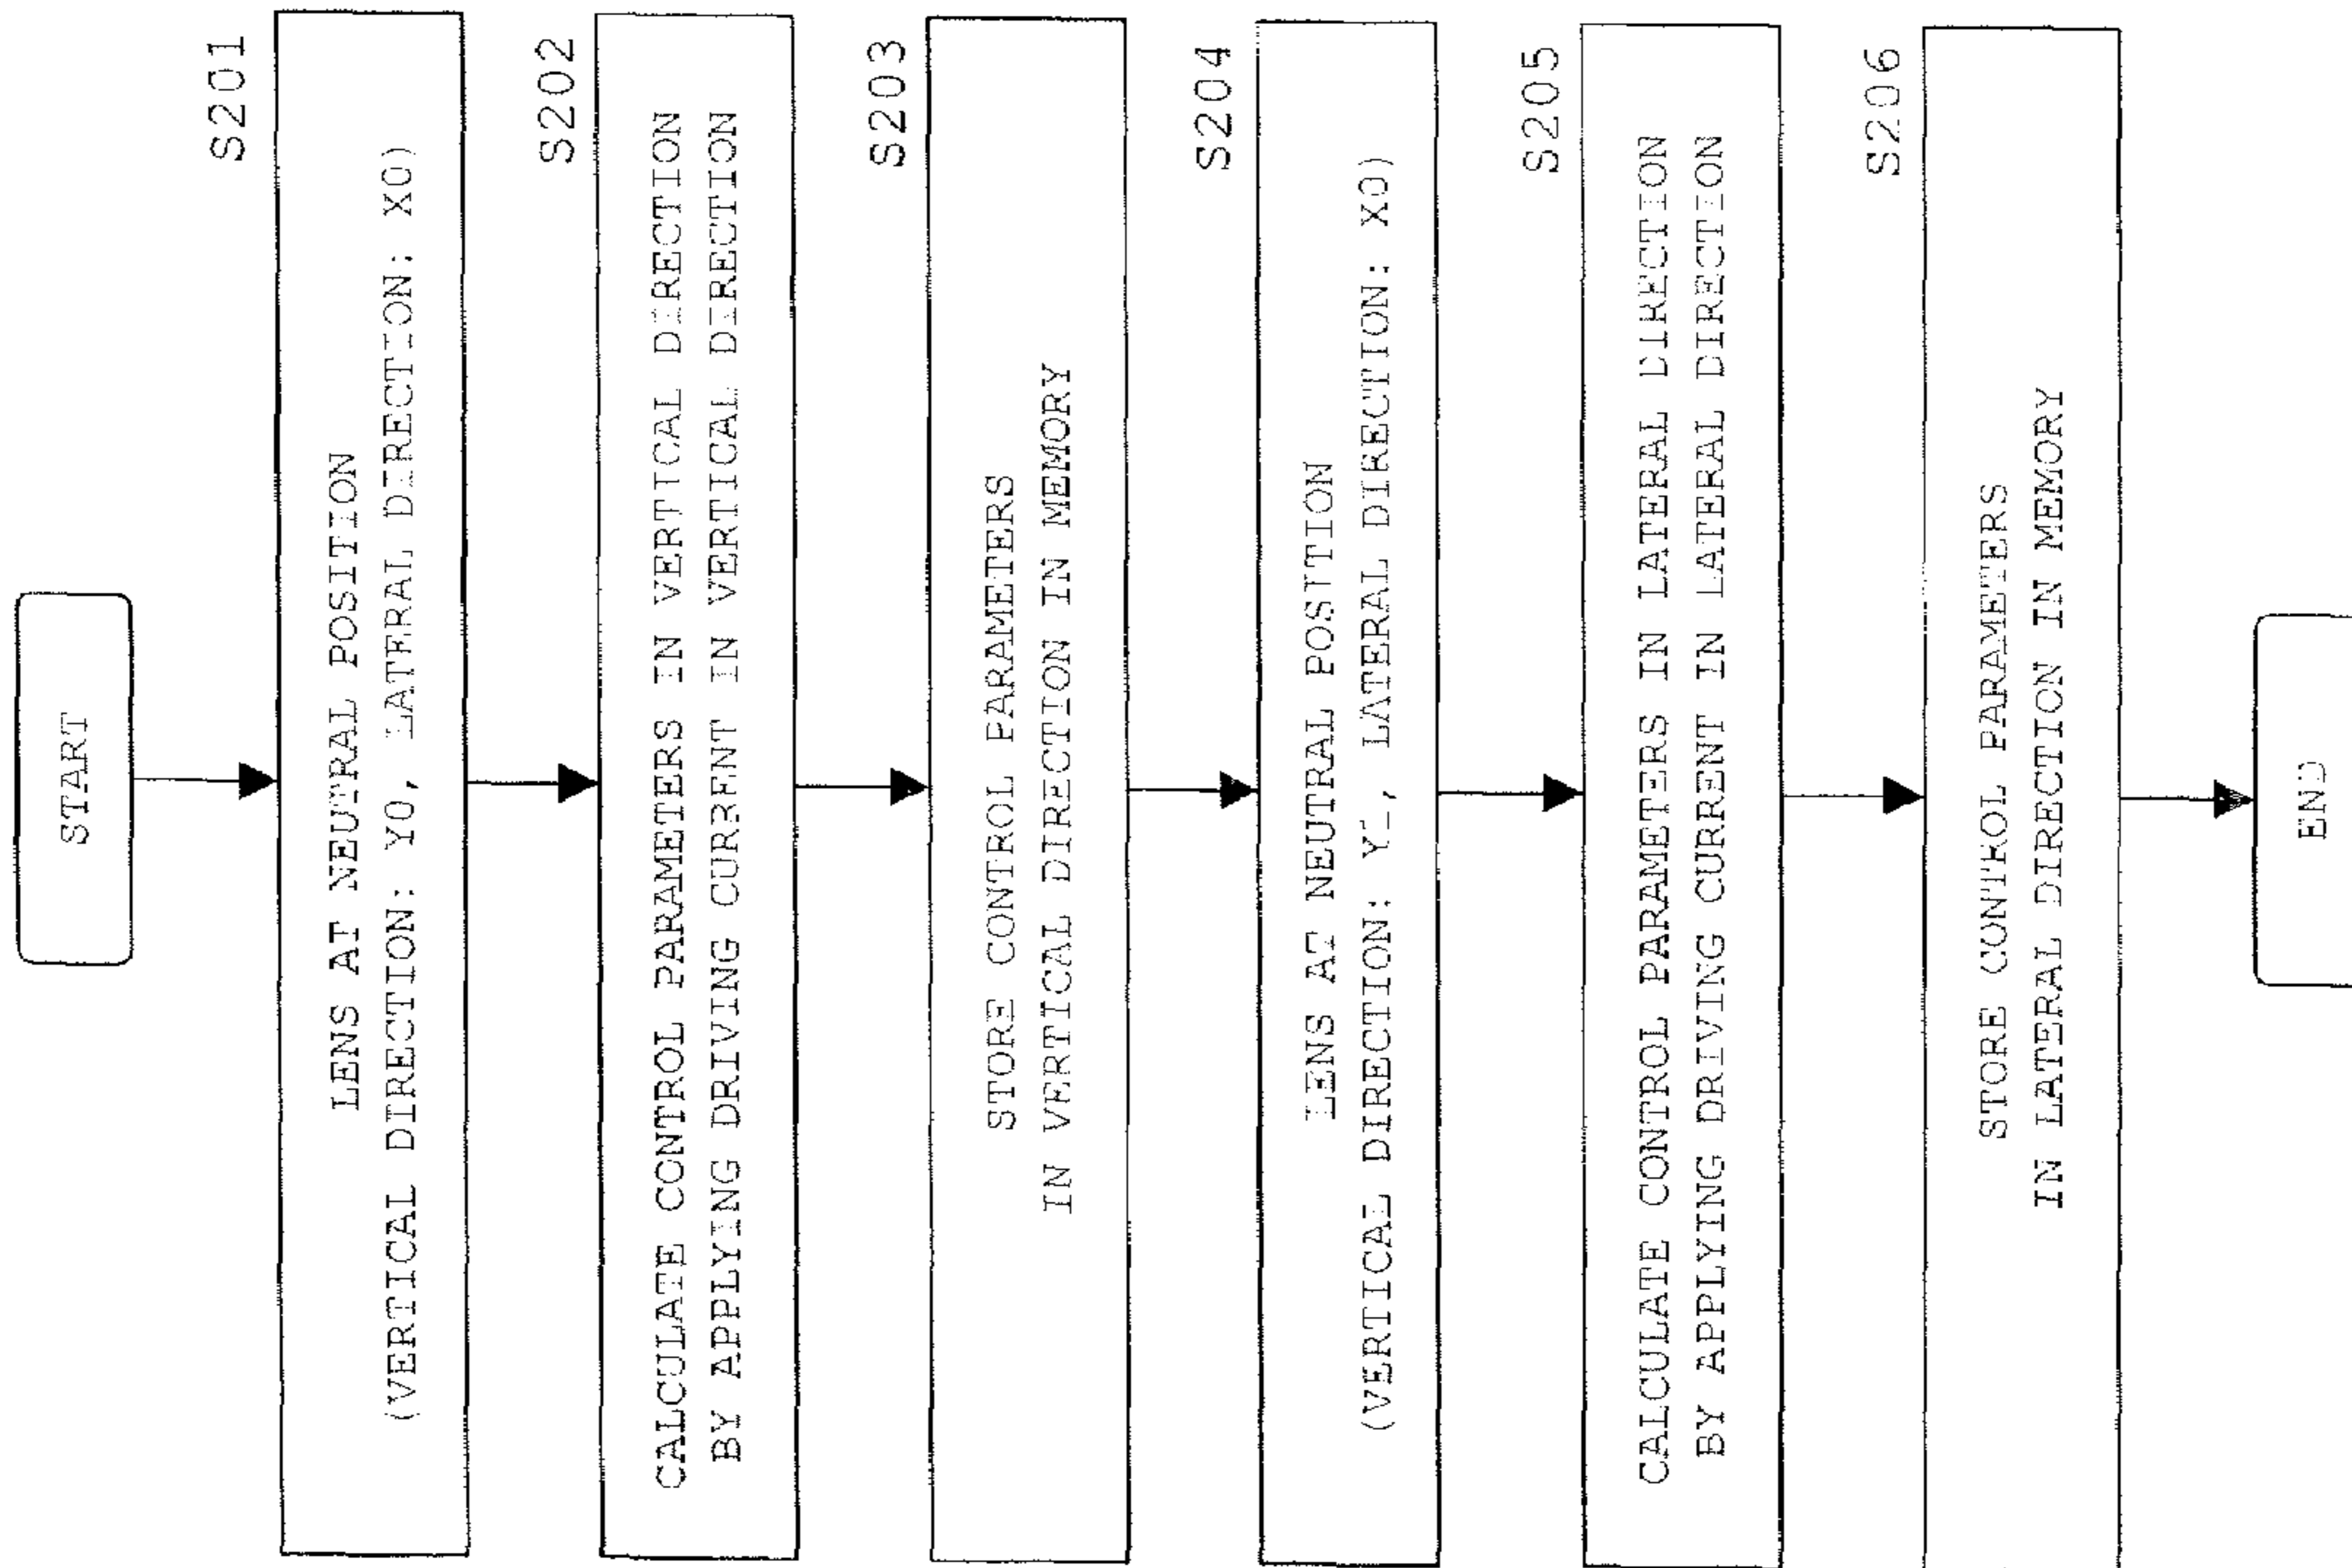 START
S201
LENS AT NEUTRAL POSITION
(VERTICAL DIRECTION: Y0, LATERAL DIRECTION: X0)
S202
CALCULATE CONTROL PARAMETERS IN VERTICAL DIRECTION
BY APPLYING DRIVING CURRENT IN VERTICAL DIRECTION
S203
STORE CONTROL PARAMETERS
IN VERTICAL DIRECTION IN MEMORY
S204
LENS AT NEUTRAL POSITION
(VERTICAL DIRECTION: , LATERAL DIRECTION: X0)
S205
CALCULATE CONTROL PARAMETERS IN LATERAL DIRECTION
BY APPLYING DRIVING CURRENT IN LATERAL DIRECTION
S206
STORE CONTROL PARAMETERS
IN LATERAL DIRECTION IN MEMORY
END